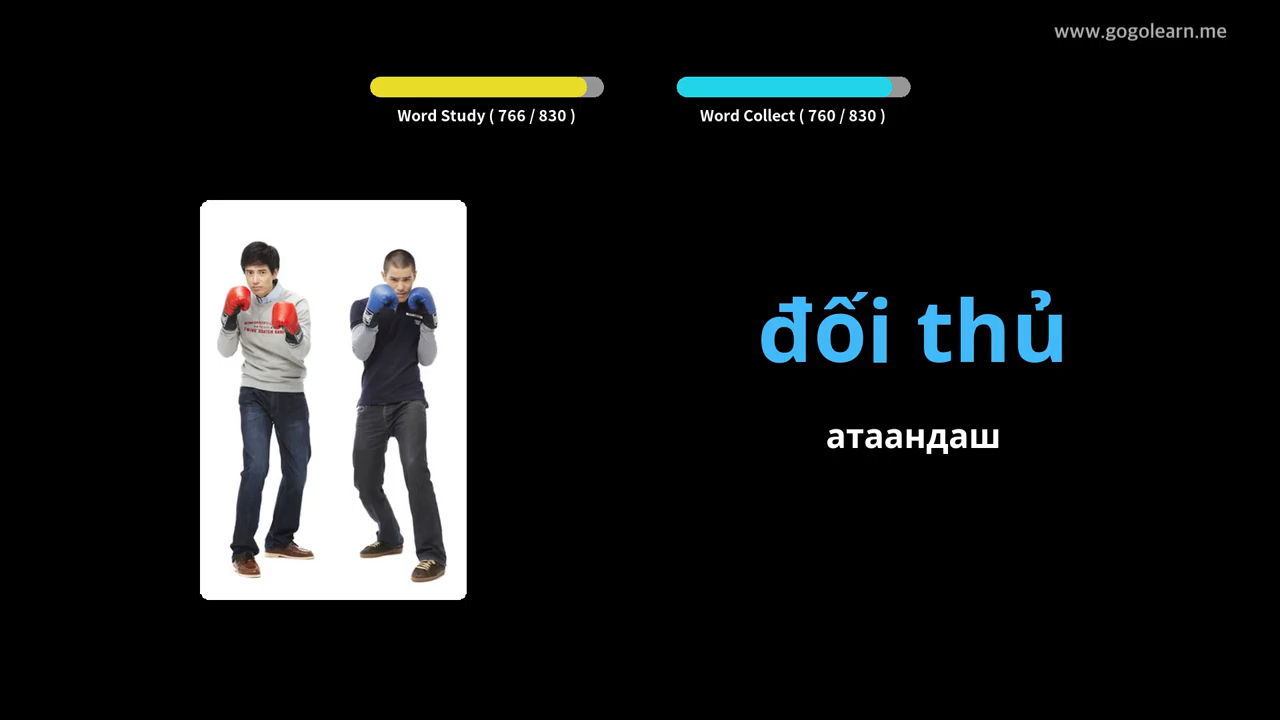 www.gogolearn.me
Word Study ( 766 / 830 )
Word Collect ( 760 / 830 )
đối thủ
атаандаш